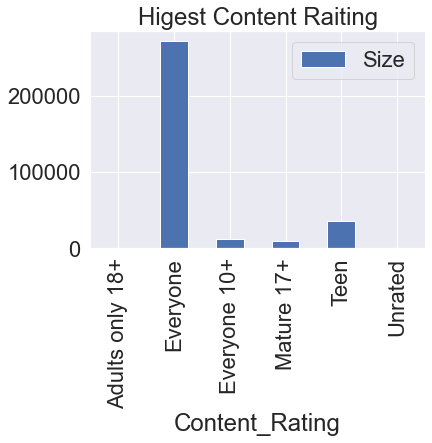 Higest Content Raiting
Size
200000
100000
0
Adults only 18+
Everyone
Everyone 10+
Mature 17+
Teen
Unrated
Content_Rating